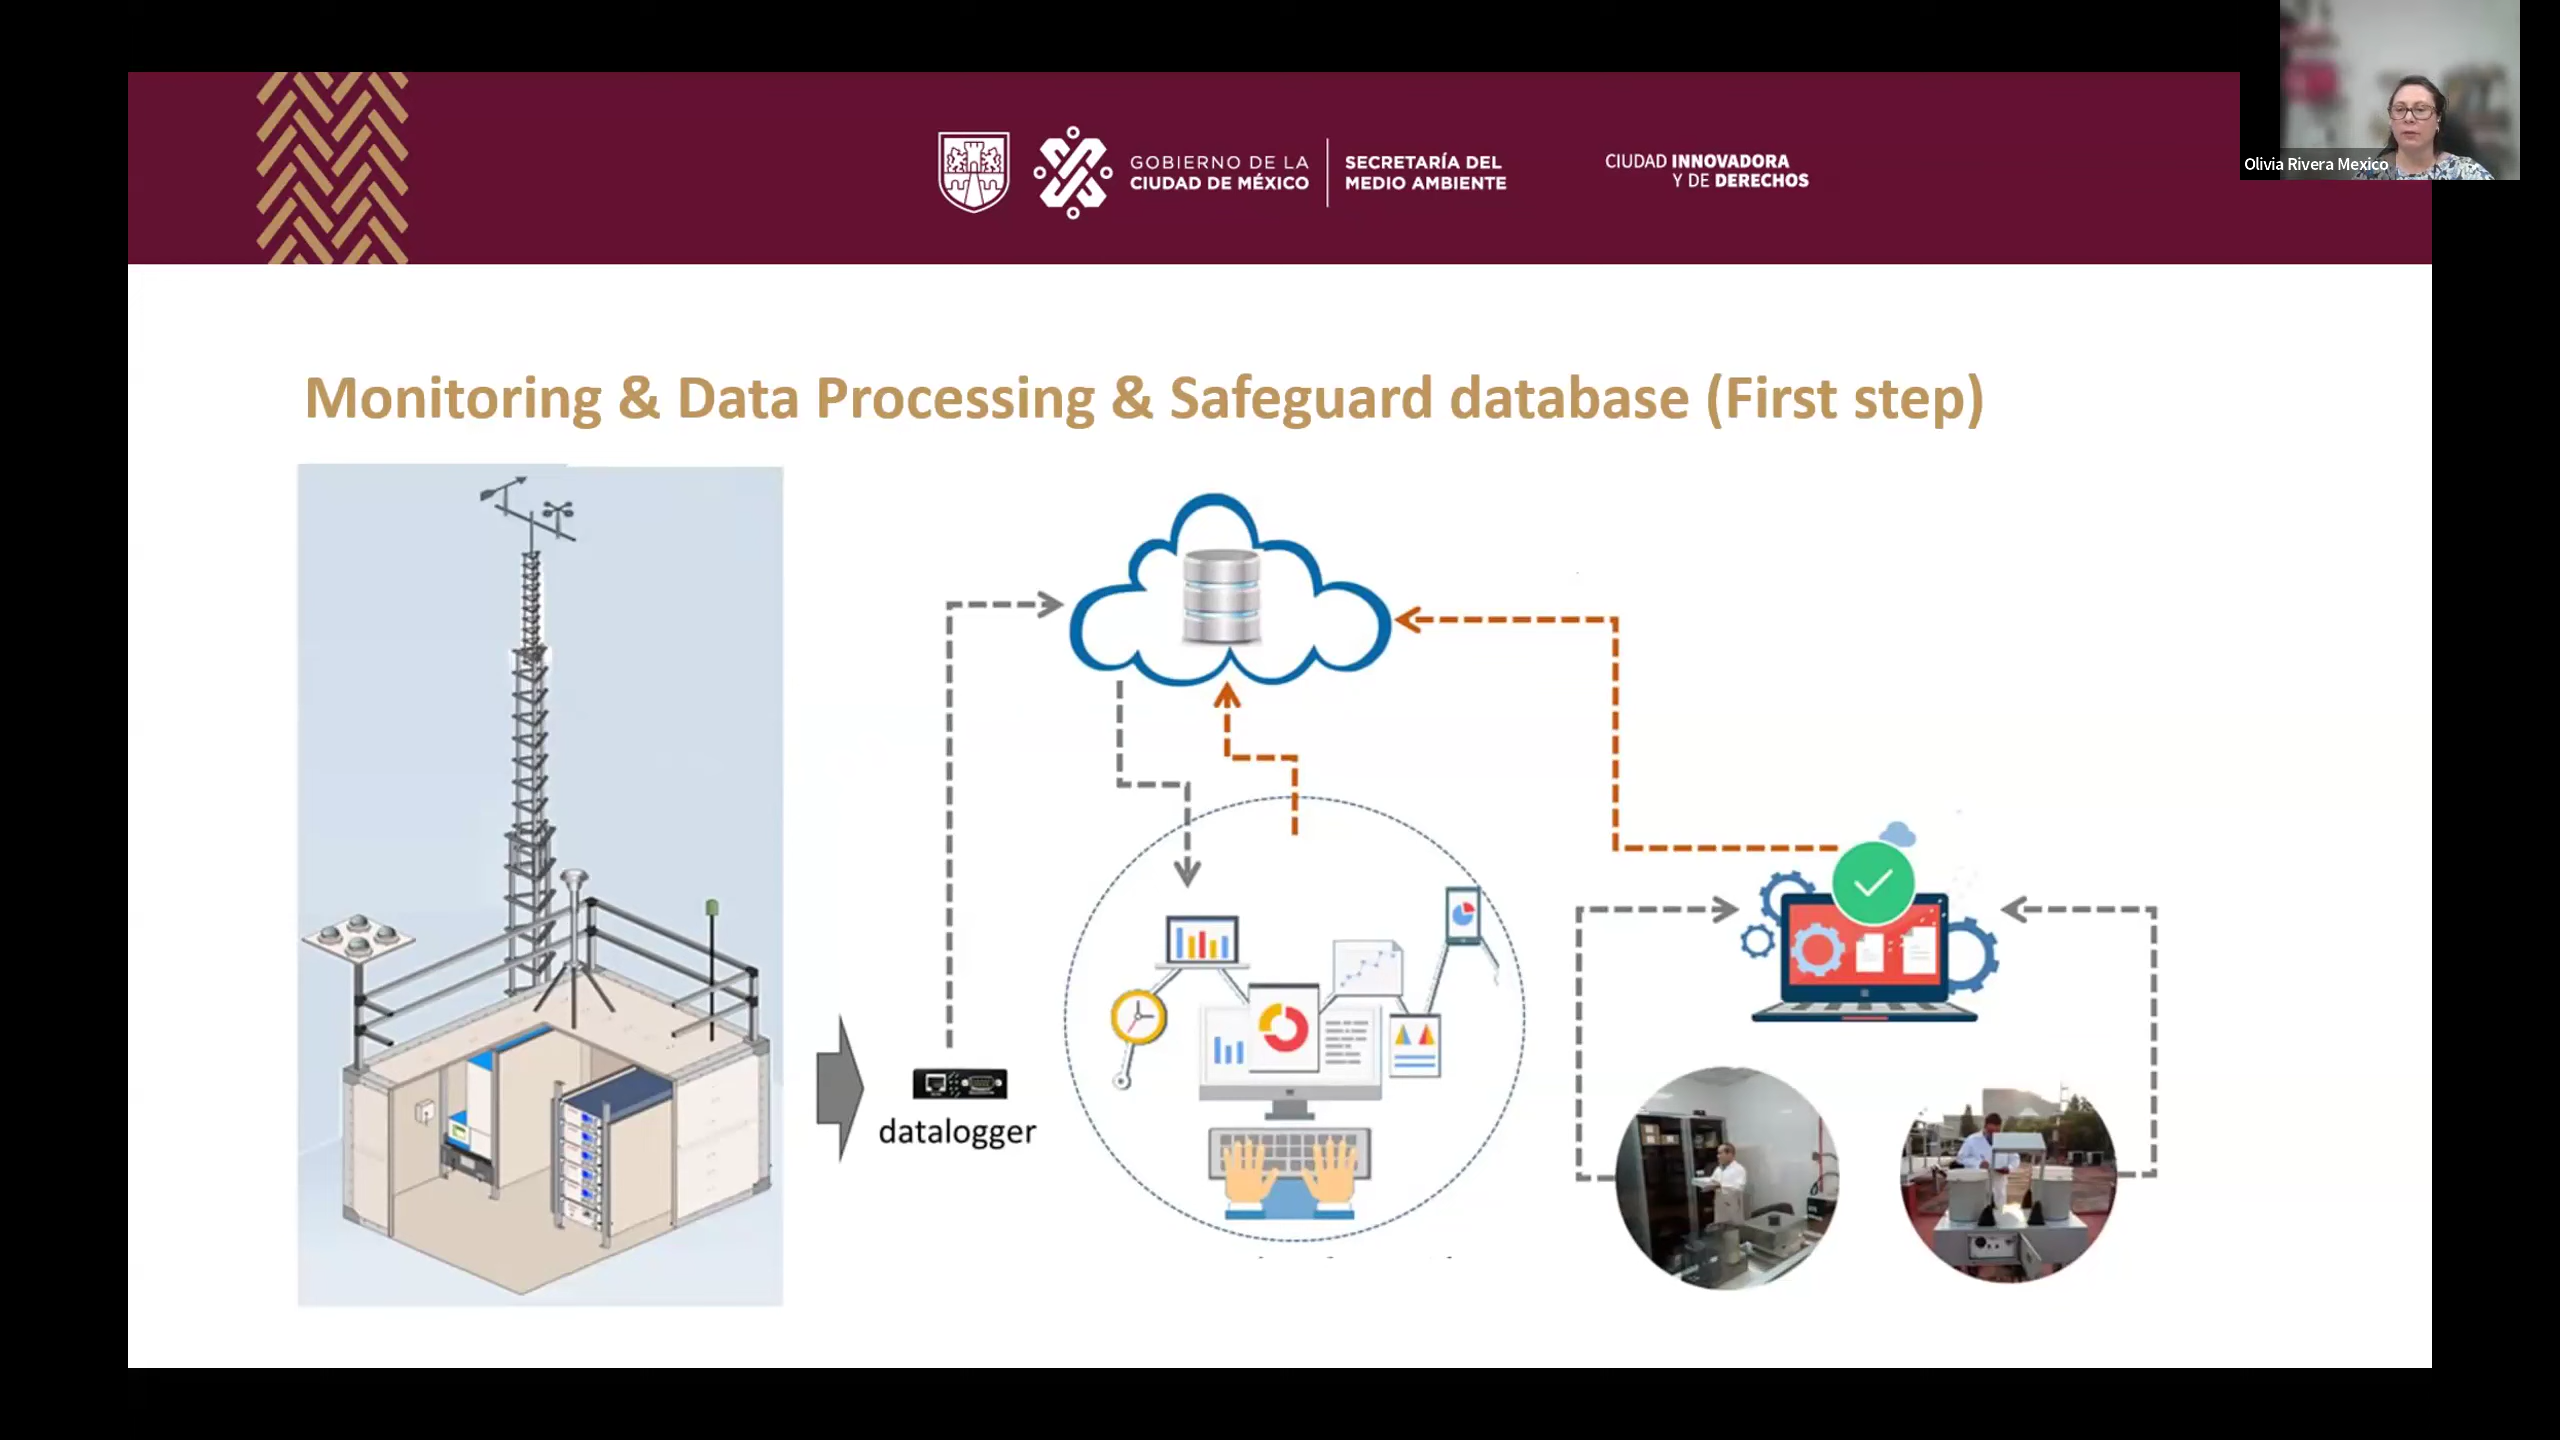 Olivia Rivera Mexico
GOBIERNO DE LA
CIUDAD DE MÉXICO
SECRETARÍA DEL
MEDIO AMBIENTE
CIUDAD INNOVADORA
Y DE DERECHOS
Monitoring & Data Processing & Safeguard database (First step)
datalogger